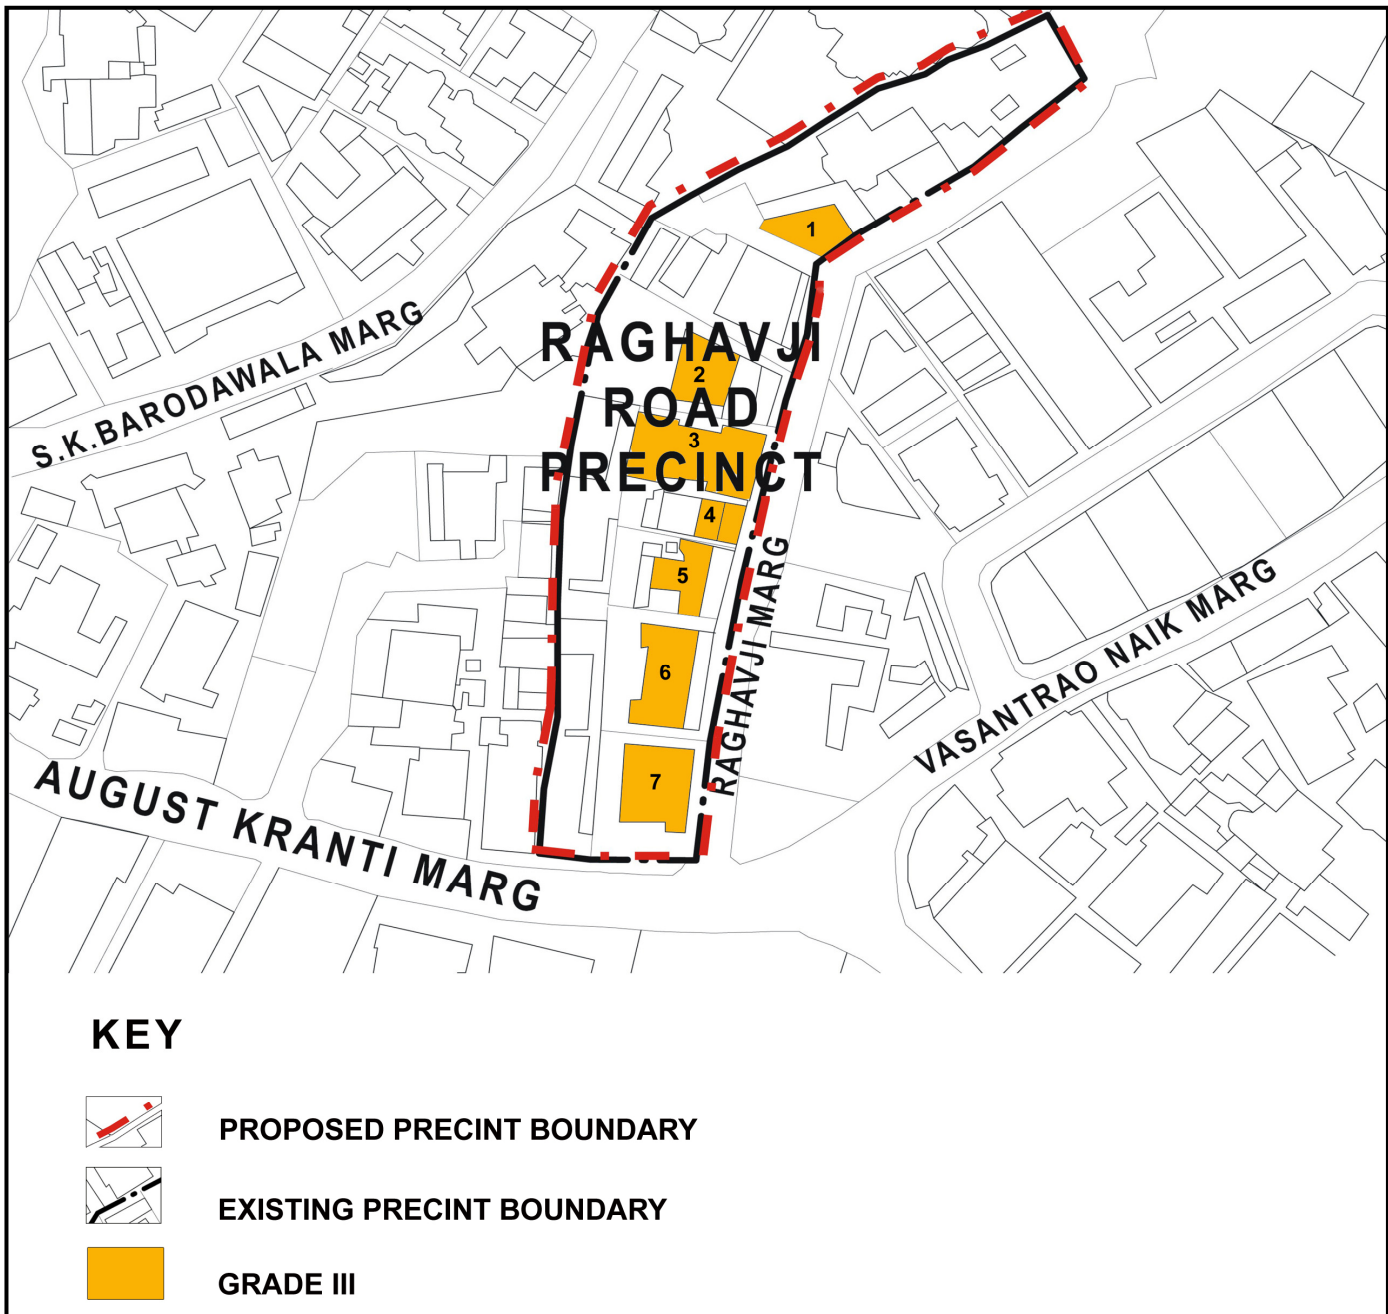 1
RAGHAVJI
2
ROAD
3
PRECINCT
4
5
6
7
S.K.BARODAWALA MARG
RAGHAVJI MARG
VASANTRAO NAIK MARG
AUGUST KRANTI MARG
KEY
PROPOSED PRECINT BOUNDARY
EXISTING PRECINT BOUNDARY
GRADE III